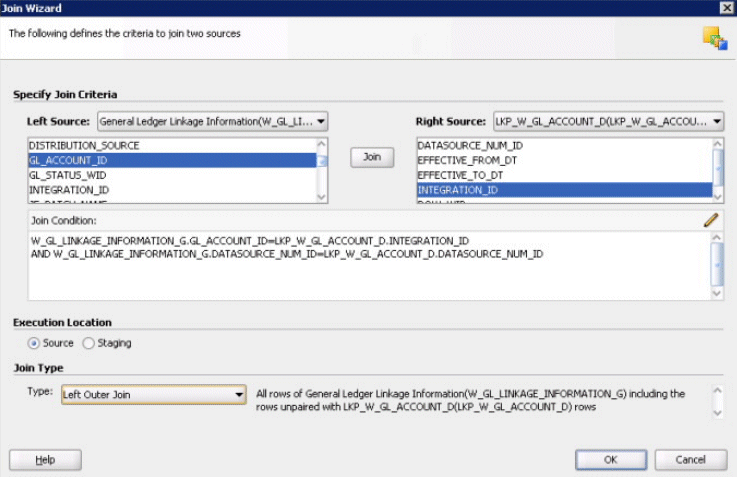 Join Wizard
The following defines the criteria to join two sources
Specify Join Criteria
Left Source: General Ledger Linkage Information(W_GL_LI...
Right Source: LKP_W_GL_ACCOUNT_D(LKP_W_GL_ACCOU...
DISTRIBUTION_SOURCE
GL_ACCOUNT_ID
GL_STATUS_WID
INTEGRATION_ID
Join
DATASOURCE_NUM_ID
EFFECTIVE_FROM_DT
EFFECTIVE_TO_DT
INTEGRATION_ID
Join Condition:
W_GL_LINKAGE_INFORMATION_G.GL_ACCOUNT_ID=LKP_W_GL_ACCOUNT_D.INTEGRATION_ID
AND W_GL_LINKAGE_INFORMATION_G.DATASOURCE_NUM_ID=LKP_W_GL_ACCOUNT_D.DATASOURCE_NUM_ID
Execution Location
Source Staging
Join Type
Type: Left Outer Join
All rows of General Ledger Linkage Information(W_GL_LINKAGE_INFORMATION_G) including the
rows unpaired with LKP_W_GL_ACCOUNT_D(LKP_W_GL_ACCOUNT_D) rows
Help
OK
Cancel